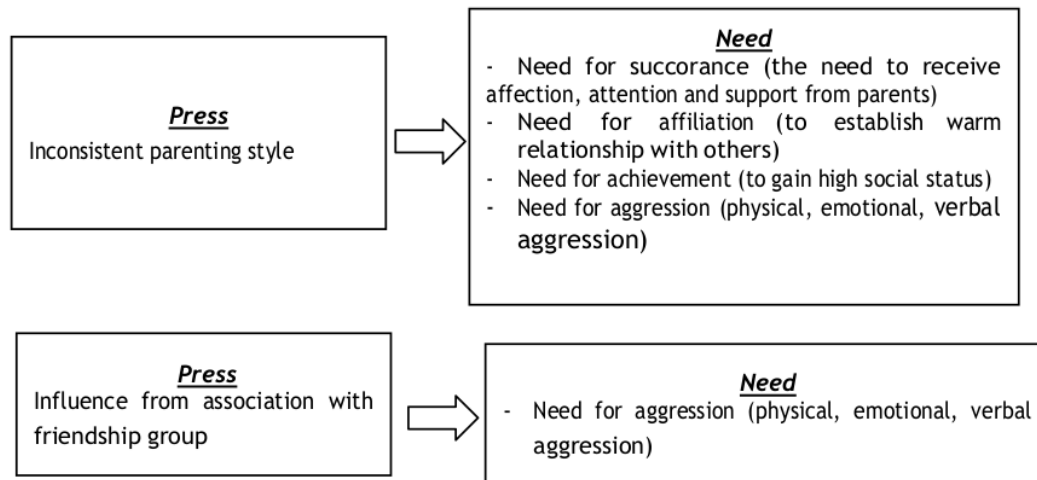 Press
Inconsistent parenting style
Need
- Need for succorance (the need to receive
affection, attention and support from parents)
- Need for affiliation (to establish warm
relationship with others)
- Need for achievement (to gain high social status)
- Need for aggression (physical, emotional, verbal
aggression)
Press
Influence from association with
friendship group
Need
- Need for aggression (physical, emotional, verbal
aggression)